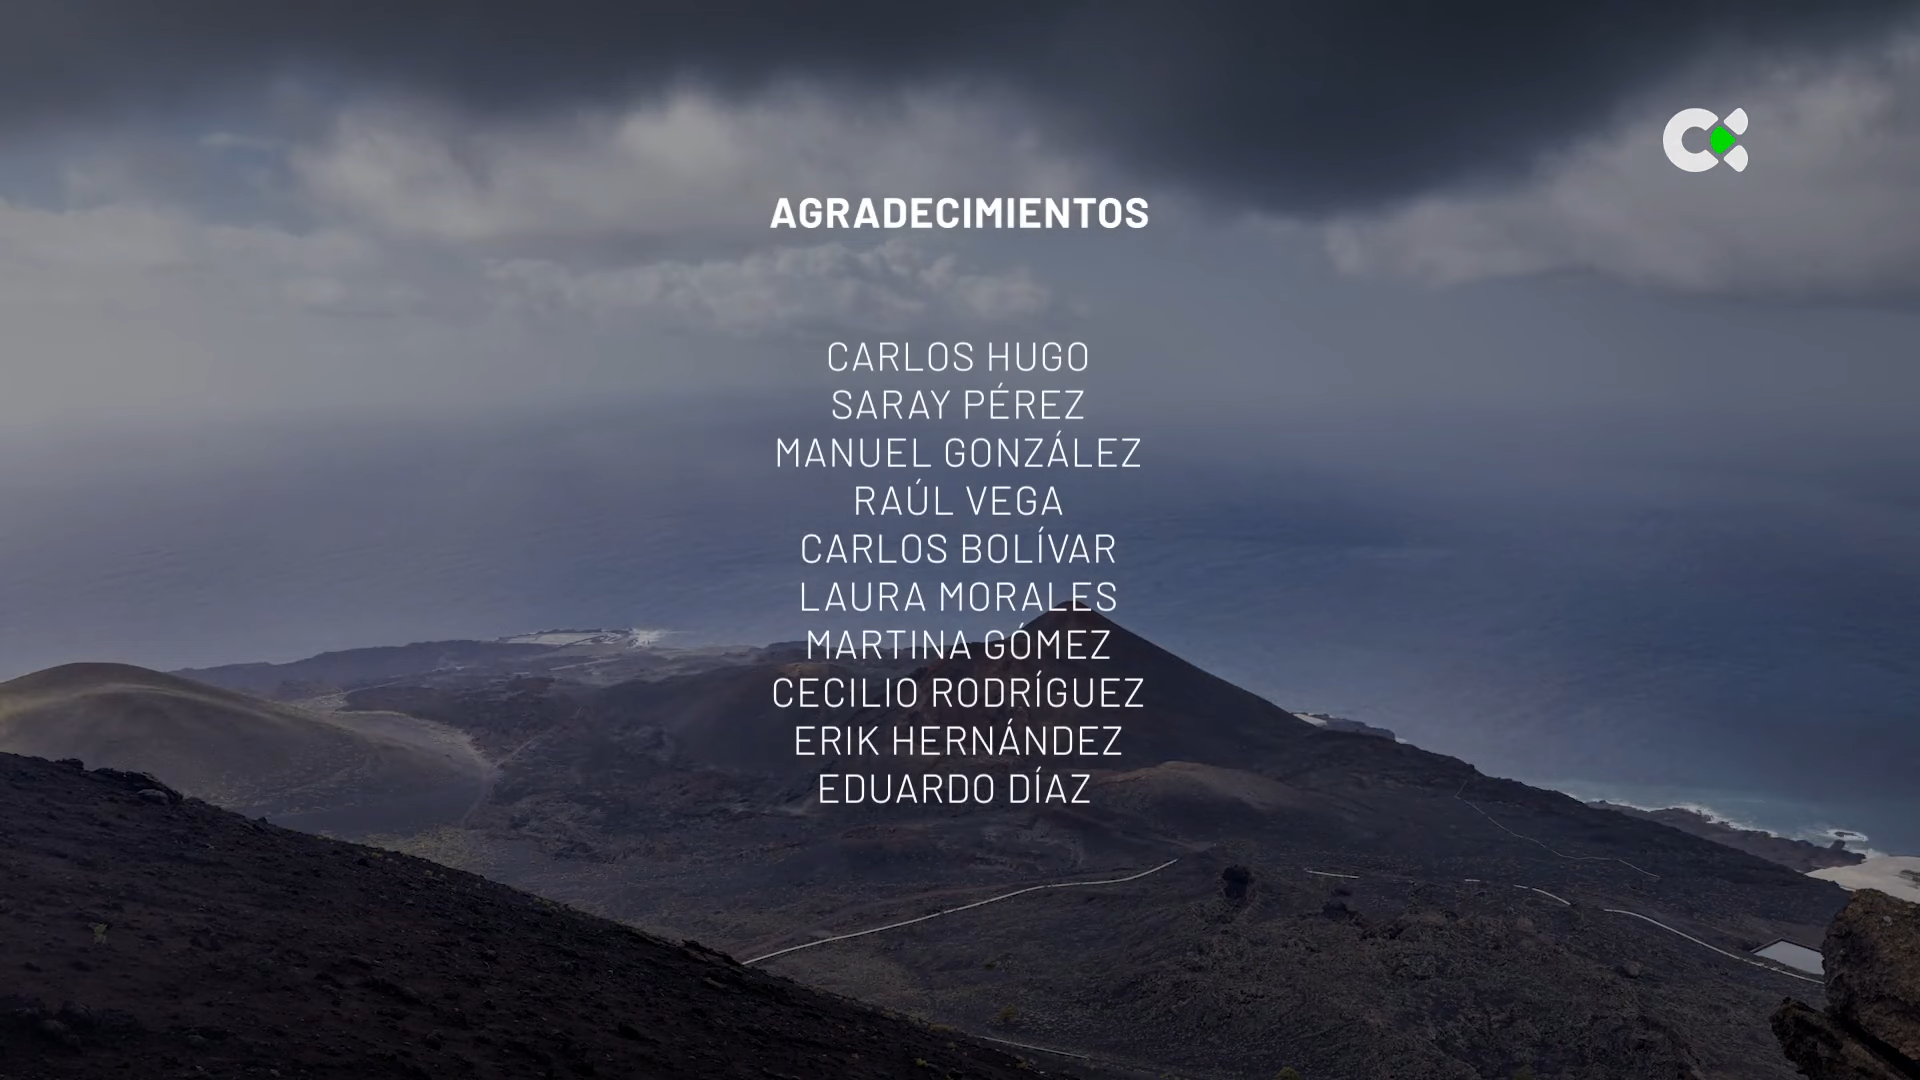 AGRADECIMIENTOS
CARLOS HUGO
SARAY PÉREZ
MANUEL GONZÁLEZ
RAÚL VEGA
CARLOS BOLÍVAR
LAURA MORALES
MARTINA GÓMEZ
CECILIO RODRÍGUEZ
ERIK HERNÁNDEZ
EDUARDO DÍAZ